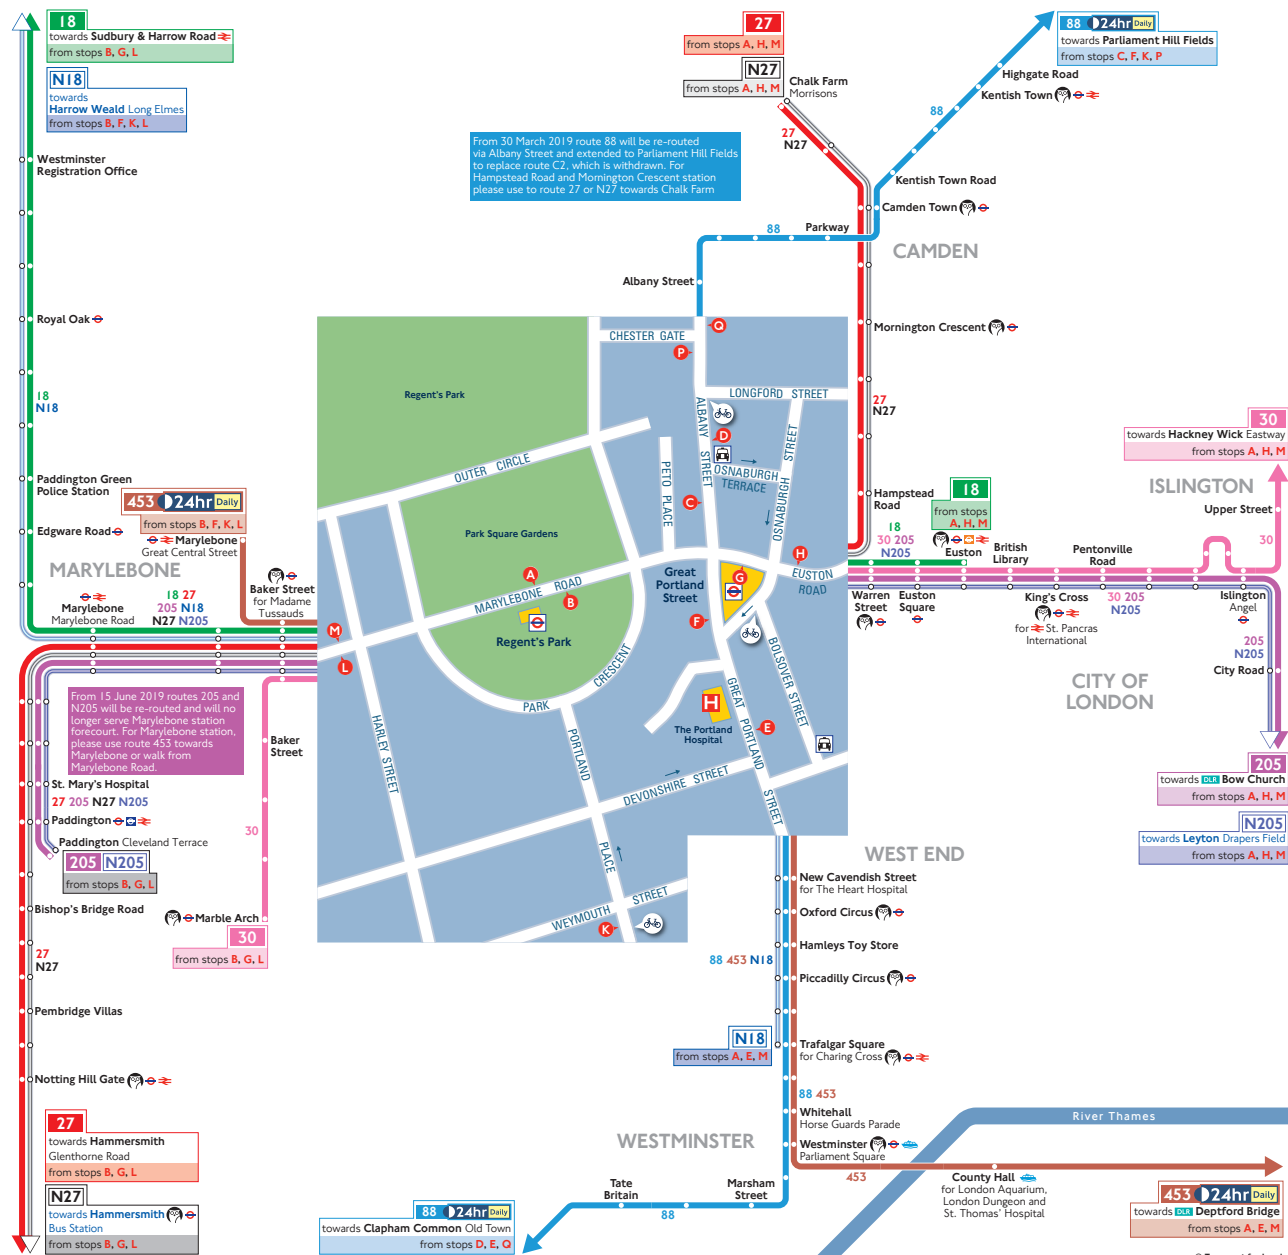 18
towards Sudbury & Harrow Road
from stops B, G, L
N18
towards
Harrow Weald Long Elmes
from stops B, F, K, L
Westminster
Registration Office
Royal Oak
18
N18
Paddington Green
Police Station
453 24hr Daily
from stops B, F, K, L
Edgware Road
Marylebone
Great Central Street
MARYLEBONE
Baker Street
for Madame
Tussauds
Marylebone
Marylebone Road
18 27
205 N18
N27 N205
From 15 June 2019 routes 205 and
N205 will be re-routed and will no
longer serve Marylebone station
forecourt. For Marylebone station,
please use route 453 towards
Marylebone or walk from
Marylebone Road.
Baker
Street
St. Mary's Hospital
27 205 N27 N205
Paddington
Paddington Cleveland Terrace
205 N205
from stops B, G, L
30
Bishop's Bridge Road
Marble Arch
30
from stops B, G, L
27
N27
Pembridge Villas
Notting Hill Gate
27
towards Hammersmith
Glenthorne Road
from stops B, G, L
N27
towards Hammersmith
Bus Station
from stops B, G, L
27
from stops A, H, M
N27
from stops A, H, M
Chalk Farm
Morrisons
27
N27
88 24hr Daily
towards Parliament Hill Fields
from stops C, F, K, P
Highgate Road
Kentish Town
88
From 30 March 2019 route 88 will be re-routed
via Albany Street and extended to Parliament Hill Fields
to replace route C2, which is withdrawn. For
Hampstead Road and Mornington Crescent station
please use to route 27 or N27 towards Chalk Farm
Kentish Town Road
Camden Town
88
Parkway
CAMDEN
Albany Street
Mornington Crescent
27
N27
Hampstead
Road
18
30 205
N205
18
from stops
A, H, M
Euston
British
Library
Pentonville
Road
30
towards Hackney Wick Eastway
from stops A, H, M
ISLINGTON
Upper Street
30
Warren
Street
Euston
Square
King's Cross
for St. Pancras
International
30 205
N205
Islington
Angel
205
N205
City Road
CITY OF
LONDON
205
towards DLR Bow Church
from stops A, H, M
N205
towards Leyton Drapers Field
from stops A, H, M
Q
CHESTER GATE
P
Regent's Park
LONGFORD STREET
ALBANY STREET
D
OUTER CIRCLE
PETO PLACE
OSNABURGH
TERRACE
OSNABURGH STREET
C
Park Square Gardens
H
EUSTON
ROAD
Great
Portland
Street
G
A
MARYLEBONE ROAD
B
F
M
Regent's Park
L
CRESCENT
PARK
BOLSOVER STREET
H
The Portland
Hospital
GREAT PORTLAND STREET
E
HARLEY STREET
PORTLAND PLACE
DEVONSHIRE STREET
WEYMOUTH STREET
K
WEST END
New Cavendish Street
for The Heart Hospital
Oxford Circus
Hamleys Toy Store
88 453 N18
Piccadilly Circus
N18
from stops A, E, M
Trafalgar Square
for Charing Cross
88 453
Whitehall
Horse Guards Parade
WESTMINSTER
Westminster
Parliament Square
River Thames
453
County Hall
for London Aquarium,
London Dungeon and
St. Thomas' Hospital
Tate
Britain
Marsham
Street
88
88 24hr Daily
towards Clapham Common Old Town
from stops D, E, Q
453 24hr Daily
towards DLR Deptford Bridge
from stops A, E, M